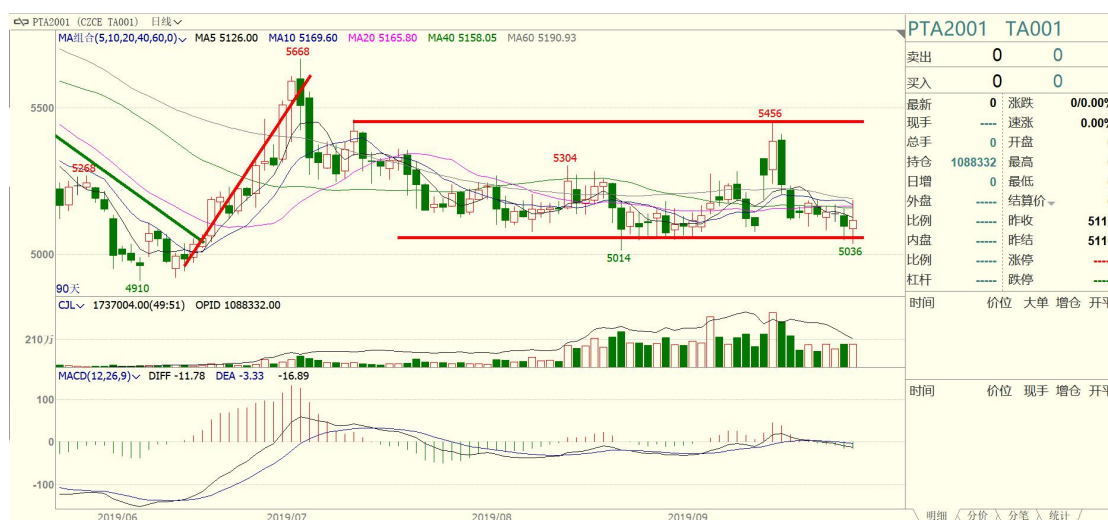 PTA2001 (CZCE TA001) 日线
MA组合(5,10,20,40,60,0) MA5 5126.00 MA10 5169.60 MA20 5165.80 MA40 5158.05 MA60 5190.93
5668
5500
5456
5304
5268
5000
5014
5036
4910
90天
CJL 1737004.00(49:51) OPID 1088332.00
210万
MACD(12,26,9) DIFF -11.78 DEA -3.33 -16.89
100
0
-100
2019/06 2019/07 2019/08 2019/09
PTA2001 TA001
卖出 0 0
买入 0 0
最新 0 涨跌 0/0.00%
现手 ---- 速涨 0.00%
总手 0 开盘
持仓 1088332 最高
日增 0 最低
外盘 ----- 结算价
比例 ----- 昨收 511
内盘 ----- 昨结 511
比例 ----- 涨停 ----
杠杆 ----- 跌停 ----
时间 价位 大单 增仓 开平
时间 价位 现手 增仓 开平
明细 分价 分笔 统计